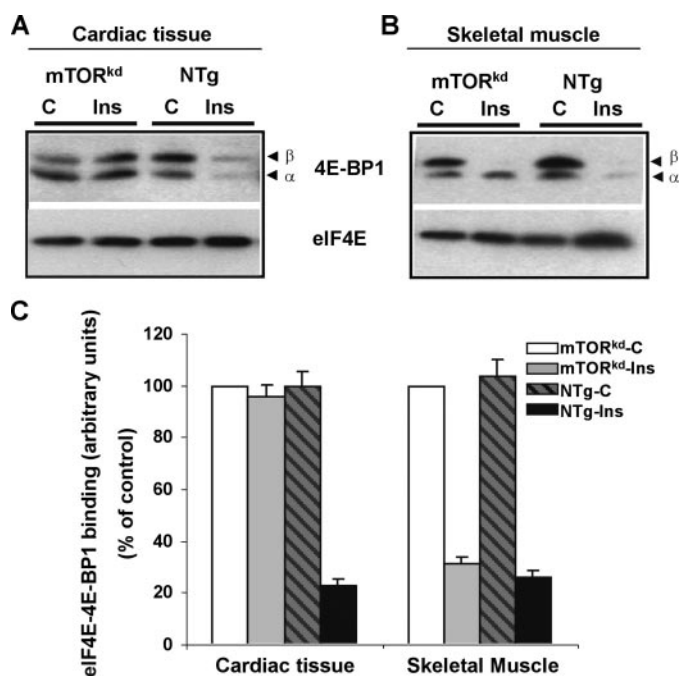 A
Cardiac tissue
mTORkd NTg
C Ins C Ins
β
α
4E-BP1
eIF4E
B
Skeletal muscle
mTORkd NTg
C Ins C Ins
β
α
C
eIF4E-4E-BP1 binding (arbitrary units)
(% of control)
120
100
80
60
40
20
0
mTORkd-C
mTORkd-Ins
NTg-C
NTg-Ins
Cardiac tissue Skeletal Muscle